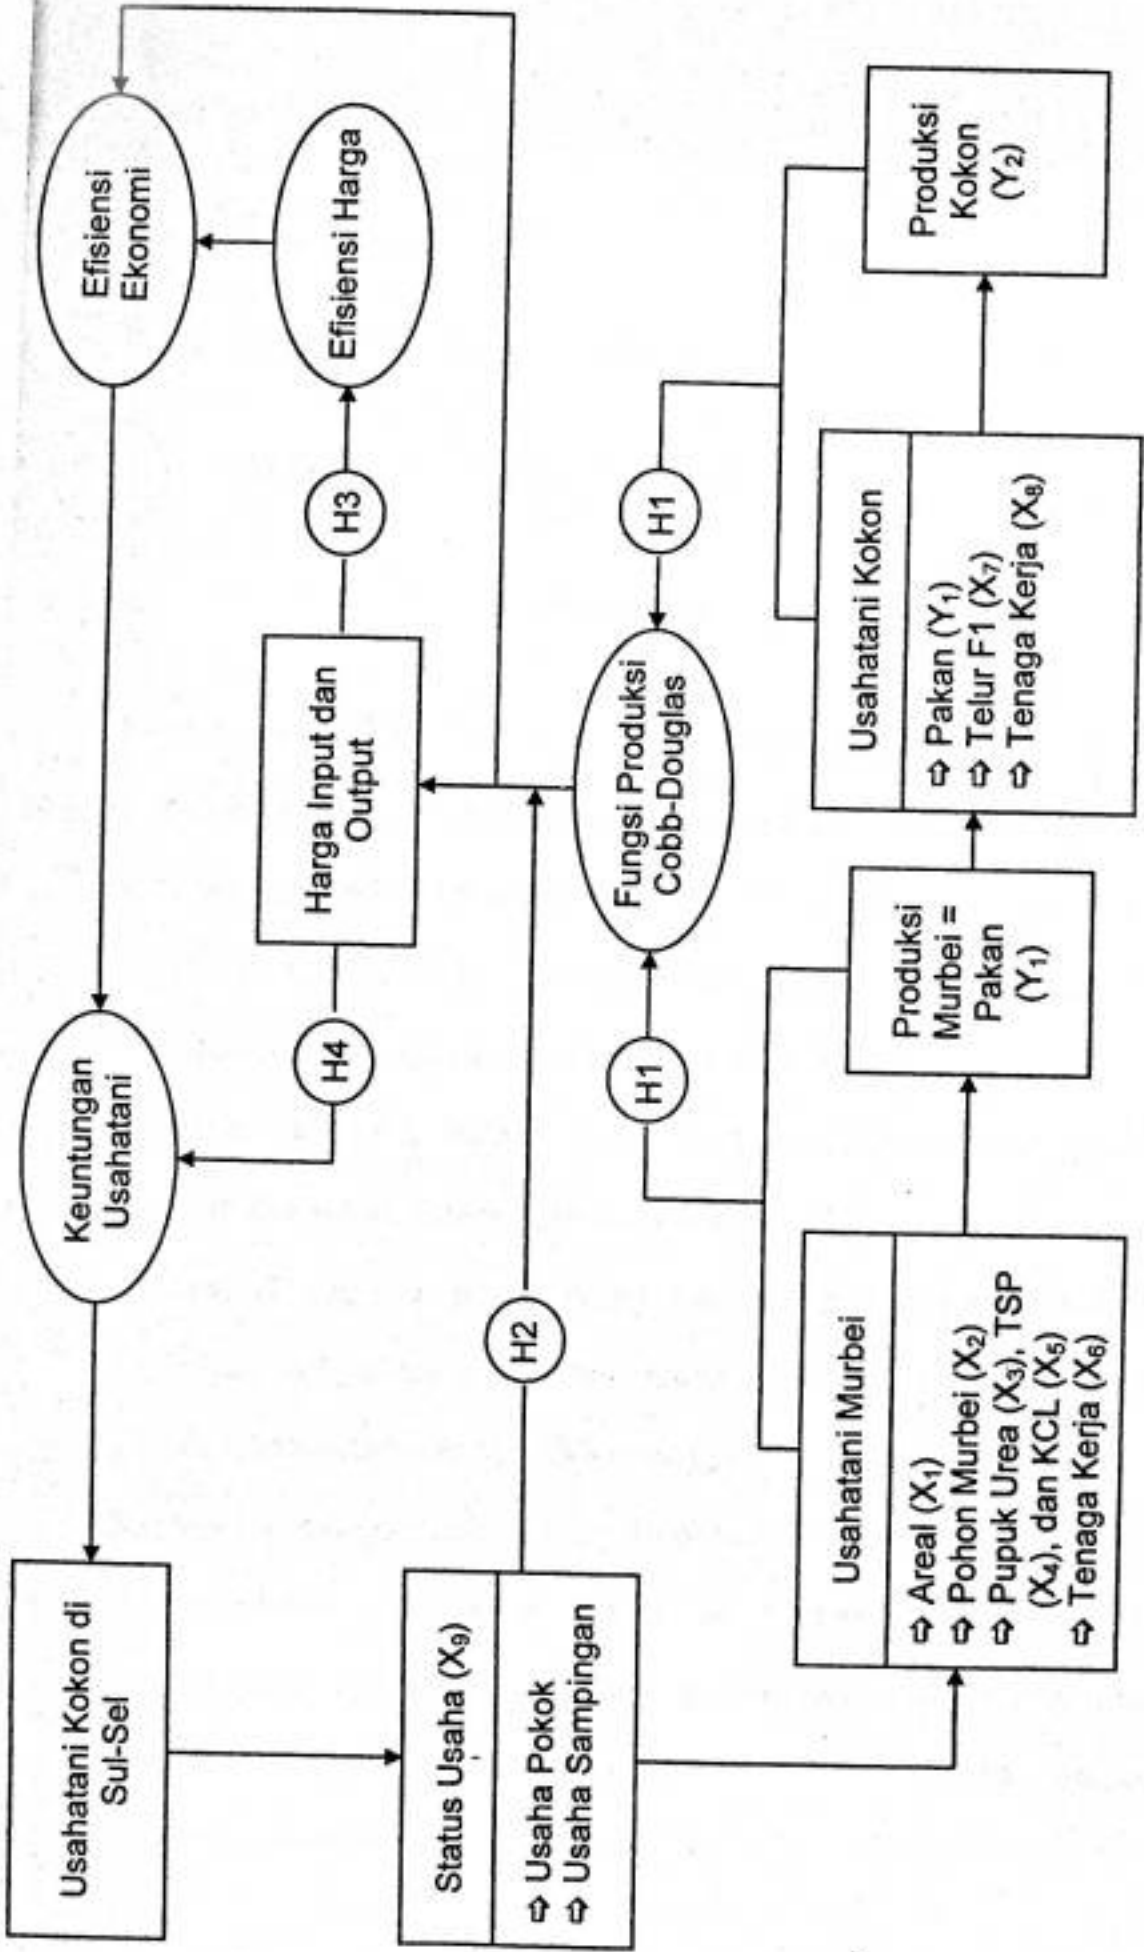 Usahatani Kokon di
Sul-Sel
Keuntungan
Usahatani
Efisiensi
Ekonomi
Status Usaha (X₉)
⇨ Usaha Pokok
⇨ Usaha Sampingan
H2
H4
Harga Input dan
Output
H3
Efisiensi Harga
H1
Fungsi Produksi
Cobb-Douglas
H1
Usahatani Murbei
⇨ Areal (X₁)
⇨ Pohon Murbei (X₂)
⇨ Pupuk Urea (X₃), TSP
(X₄), dan KCL (X₅)
⇨ Tenaga Kerja (X₆)
Produksi
Murbei =
Pakan
(Y₁)
Usahatani Kokon
⇨ Pakan (Y₁)
⇨ Telur F1 (X₇)
⇨ Tenaga Kerja (X₈)
Produksi
Kokon
(Y₂)